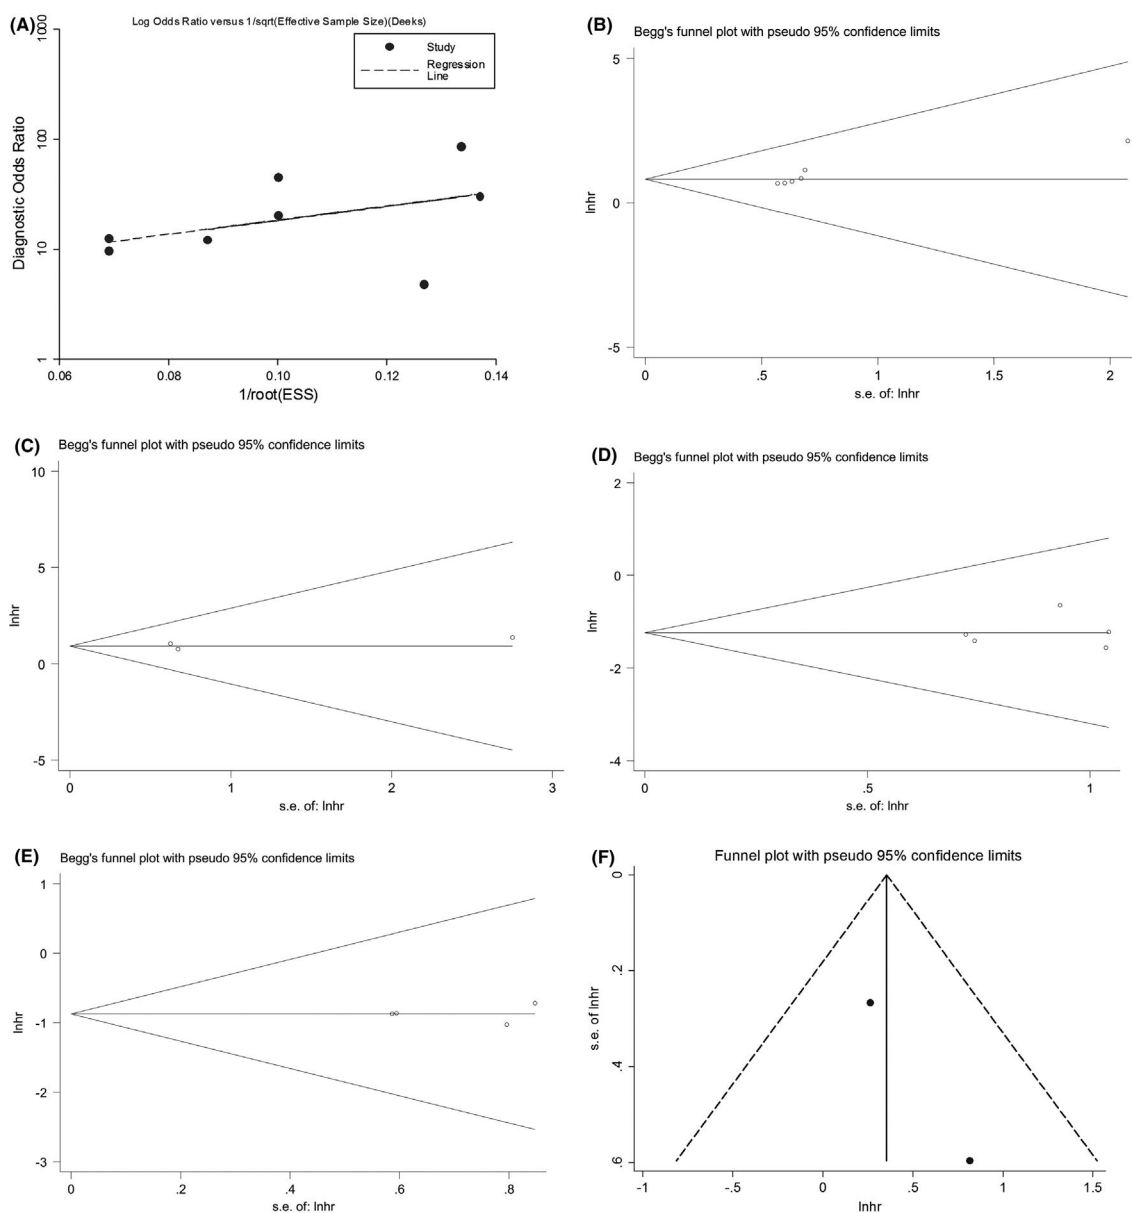 (A)
Log Odds Ratio versus 1/sqrt(Effective Sample Size)(Deeks)
Study
Regression
Line
Diagnostic Odds Ratio
1 000
100
10
1
0.06 0.08 0.10 0.12 0.14
1/root(ESS)
(B)
Begg's funnel plot with pseudo 95% confidence limits
lnhr
5
0
-5
0 .5 1 1.5 2
s.e. of: lnhr
(C)
Begg's funnel plot with pseudo 95% confidence limits
lnhr
10
5
0
-5
0 1 2 3
s.e. of: lnhr
(D)
Begg's funnel plot with pseudo 95% confidence limits
lnhr
2
0
-2
-4
0 .5 1
s.e. of: lnhr
(E)
Begg's funnel plot with pseudo 95% confidence limits
lnhr
1
0
-1
-2
-3
0 .2 .4 .6 .8
s.e. of: lnhr
(F)
Funnel plot with pseudo 95% confidence limits
s.e. of lnhr
0
.2
.4
.6
-1 -.5 0 .5 1 1.5
lnhr